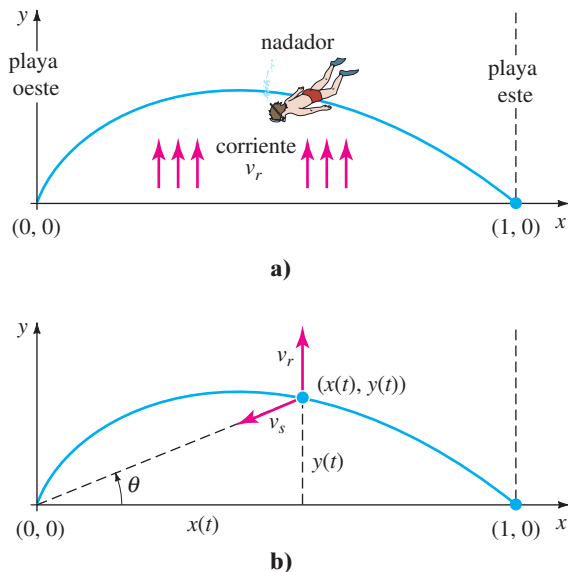 y
playa
oeste
nadador
playa
este
corriente
v_r
(0, 0)
(1, 0)
x
a)
y
v_r
(x(t), y(t))
v_s
y(t)
θ
(0, 0)
x(t)
(1, 0)
x
b)